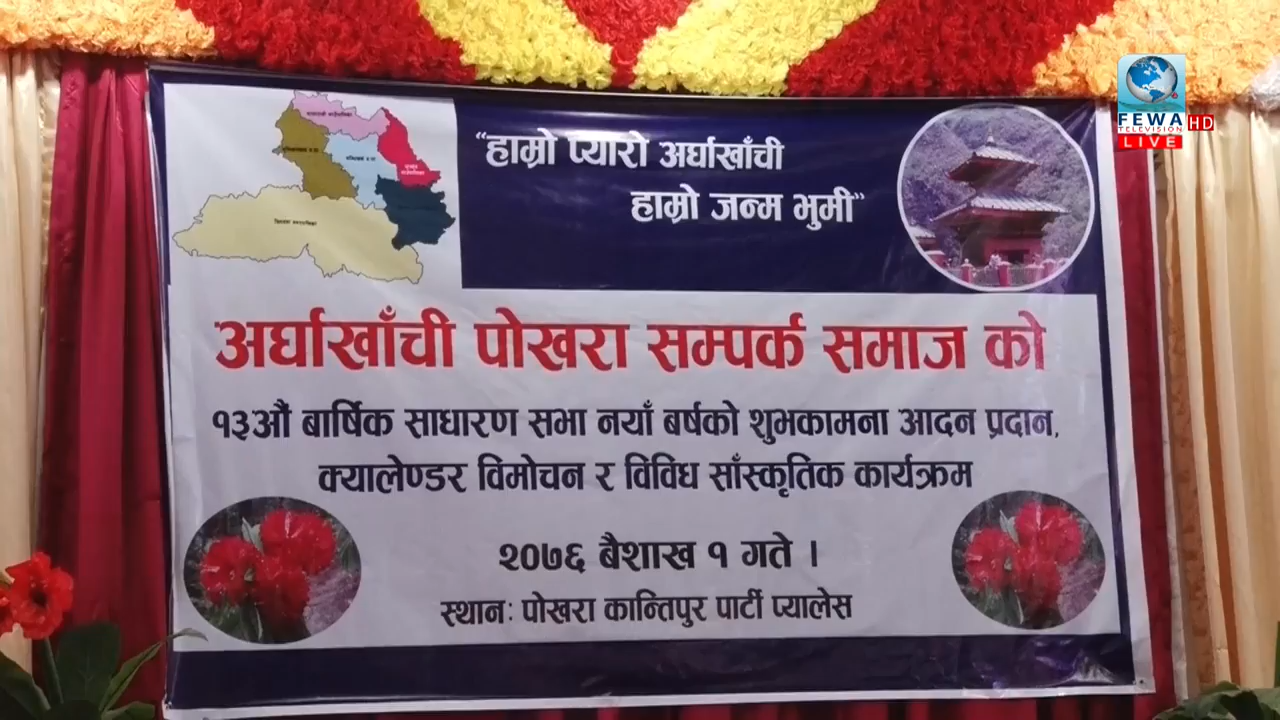 “हाम्रो प्यारो अर्घाखाँची
हाम्रो जन्म भुमी”
अर्घाखाँची पोखरा सम्पर्क समाज को
१३औं बार्षिक साधारण सभा नयाँ बर्षको शुभकामना आदन प्रदान,
क्यालेण्डर विमोचन र विविध साँस्कृतिक कार्यक्रम
२०७६ बैशाख १ गते ।
स्थानः पोखरा कान्तिपुर पार्टी प्यालेस
FEWA
TELEVISION HD
LIVE